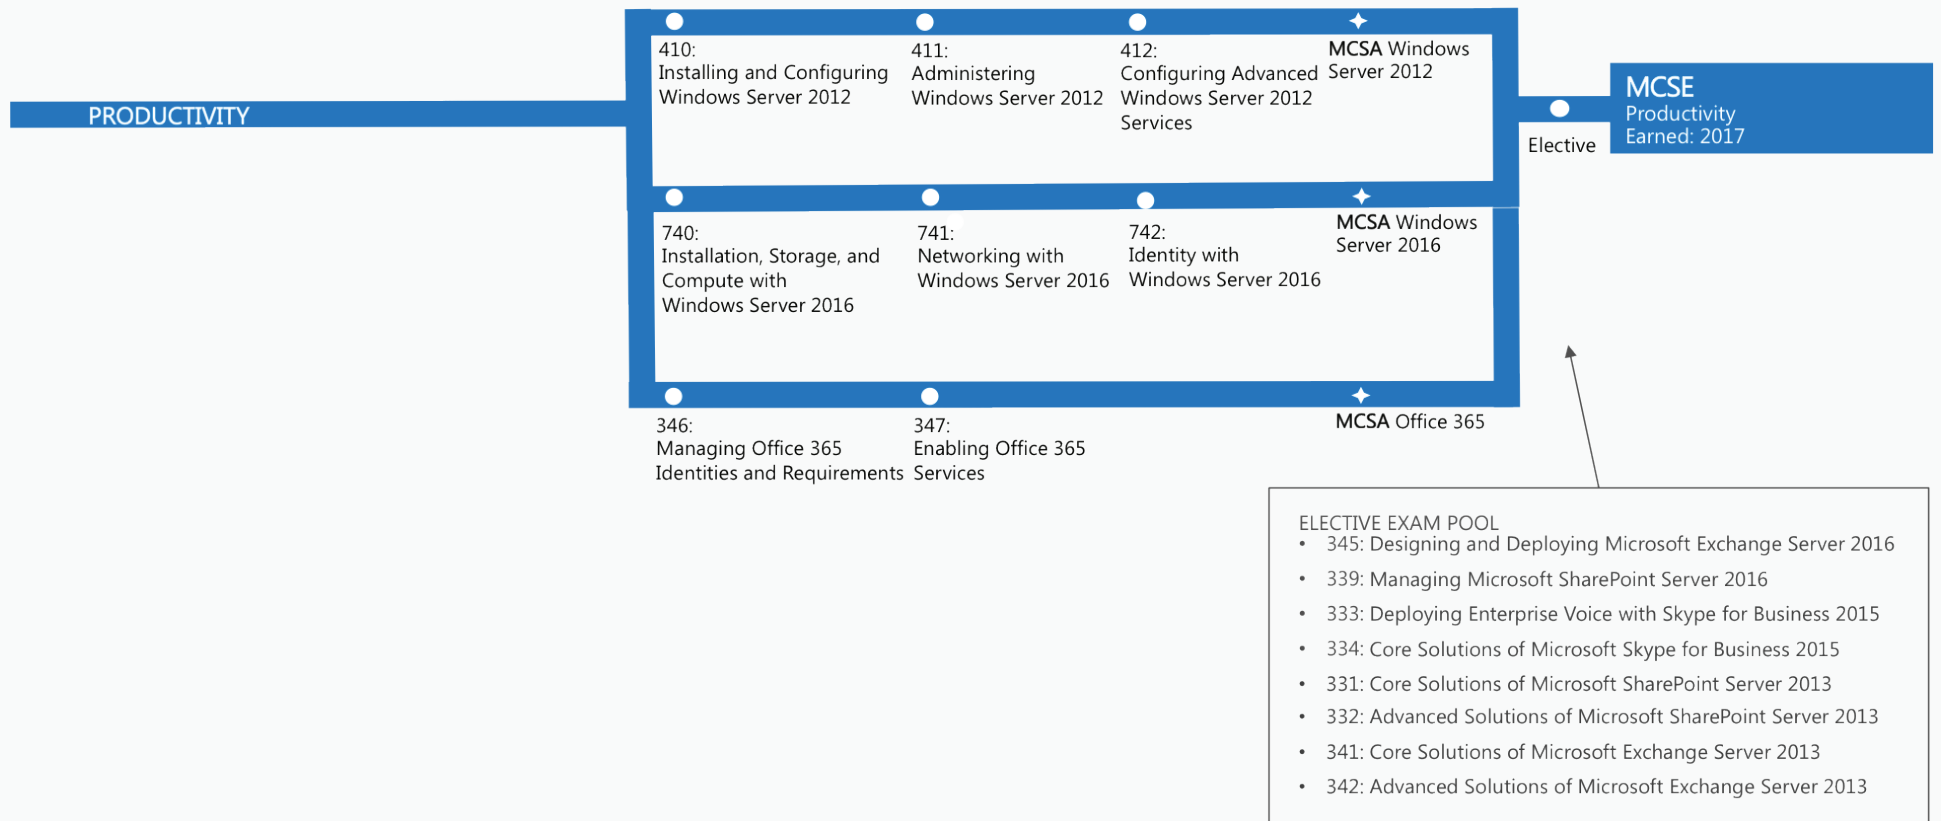 PRODUCTIVITY
410:
Installing and Configuring
Windows Server 2012
411:
Administering
Windows Server 2012
412:
Configuring Advanced
Windows Server 2012
Services
MCSA Windows
Server 2012
Elective
MCSE
Productivity
Earned: 2017
740:
Installation, Storage, and
Compute with
Windows Server 2016
741:
Networking with
Windows Server 2016
742:
Identity with
Windows Server 2016
MCSA Windows
Server 2016
346:
Managing Office 365
Identities and Requirements
347:
Enabling Office 365
Services
MCSA Office 365
ELECTIVE EXAM POOL
• 345: Designing and Deploying Microsoft Exchange Server 2016
• 339: Managing Microsoft SharePoint Server 2016
• 333: Deploying Enterprise Voice with Skype for Business 2015
• 334: Core Solutions of Microsoft Skype for Business 2015
• 331: Core Solutions of Microsoft SharePoint Server 2013
• 332: Advanced Solutions of Microsoft SharePoint Server 2013
• 341: Core Solutions of Microsoft Exchange Server 2013
• 342: Advanced Solutions of Microsoft Exchange Server 2013